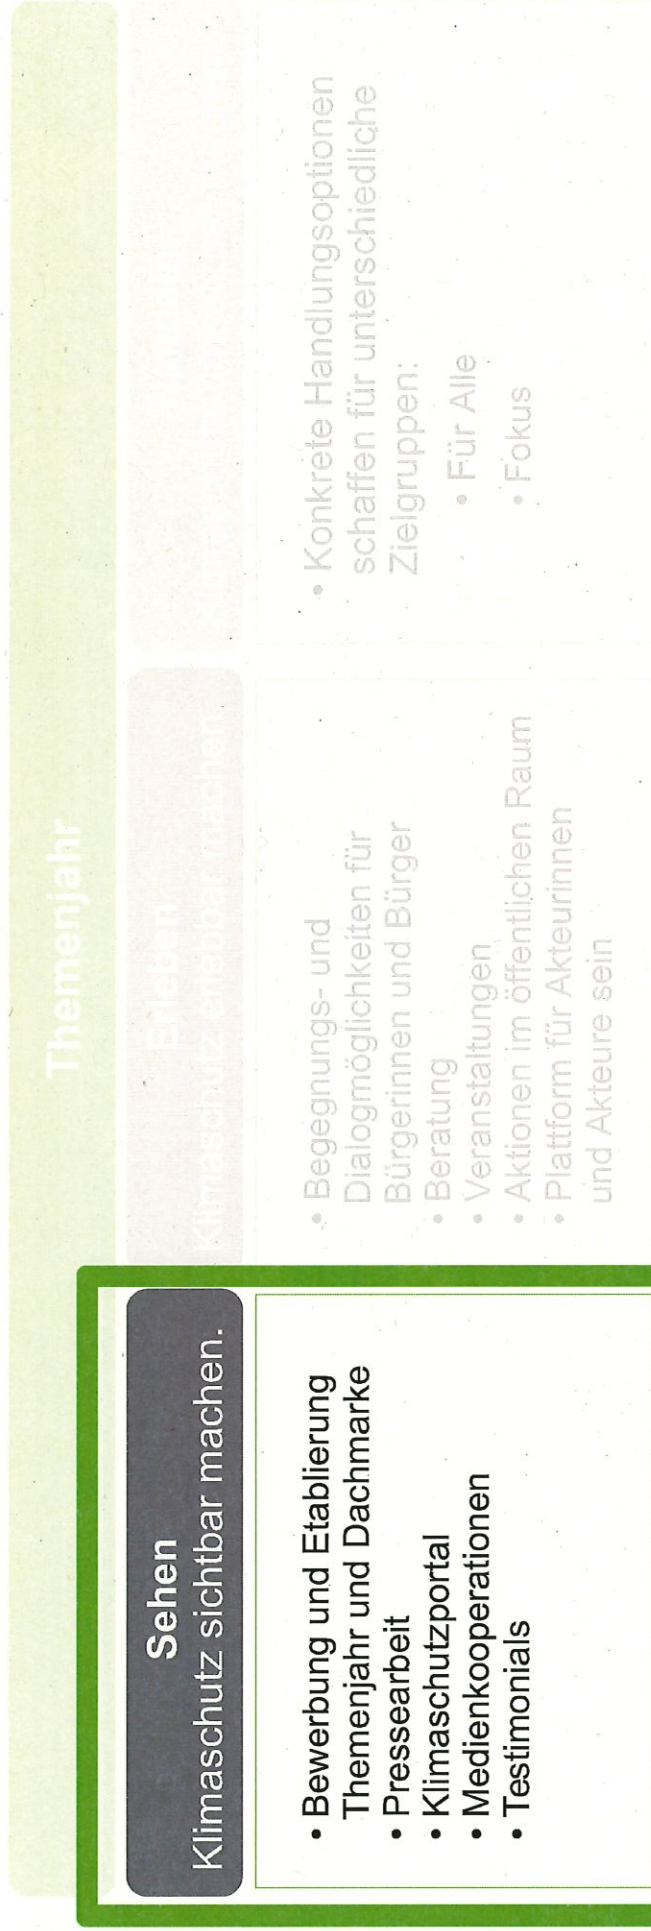 Themenjahr
Sehen
Klimaschutz sichtbar machen.
• Bewerbung und Etablierung
Themenjahr und Dachmarke
• Pressearbeit
• Klimaschutzportal
• Medienkooperationen
• Testimonials
Erleben
Klimaschutz erlebbar machen.
• Begegnungs- und
Dialogmöglichkeiten für
Bürgerinnen und Bürger
• Beratung
• Veranstaltungen
• Aktionen im öffentlichen Raum
• Plattform für Akteurinnen
und Akteure sein
• Konkrete Handlungsoptionen
schaffen für unterschiedliche
Zielgruppen:
• Für Alle
• Fokus